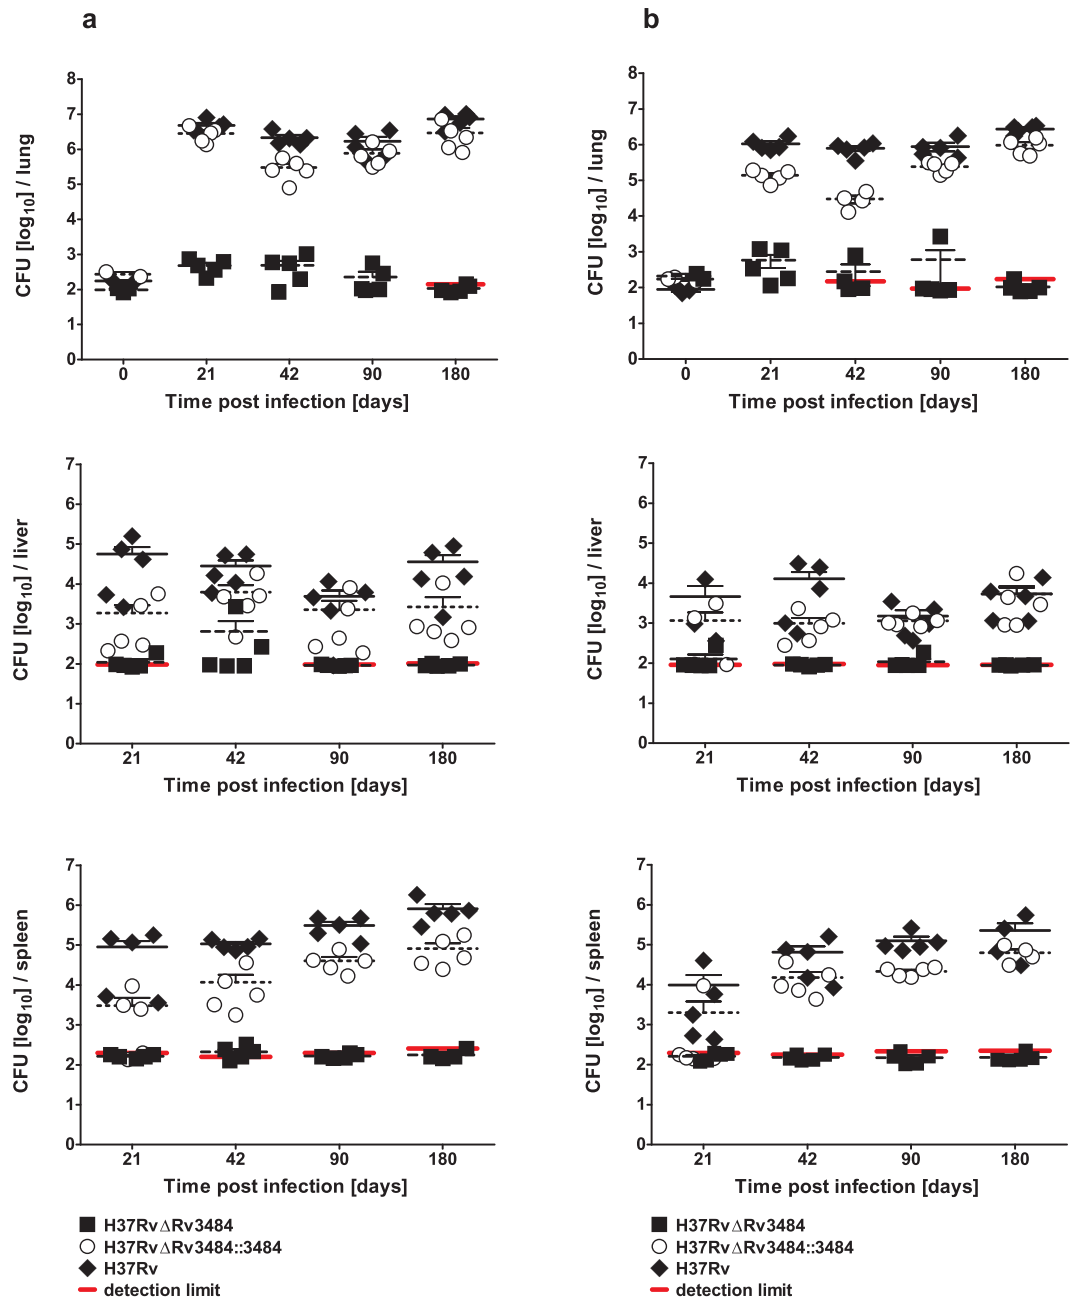 a
b
8
7
6
5
4
3
2
1
0
CFU [log10] / lung
0 21 42 90 180
Time post infection [days]
8
7
6
5
4
3
2
1
0
CFU [log10] / lung
0 21 42 90 180
Time post infection [days]
7
6
5
4
3
2
1
0
CFU [log10] / liver
21 42 90 180
Time post infection [days]
7
6
5
4
3
2
1
0
CFU [log10] / liver
21 42 90 180
Time post infection [days]
7
6
5
4
3
2
1
0
CFU [log10] / spleen
21 42 90 180
Time post infection [days]
7
6
5
4
3
2
1
0
CFU [log10] / spleen
21 42 90 180
Time post infection [days]
H37RvΔRv3484
H37RvΔRv3484::3484
H37Rv
detection limit
H37RvΔRv3484
H37RvΔRv3484::3484
H37Rv
detection limit